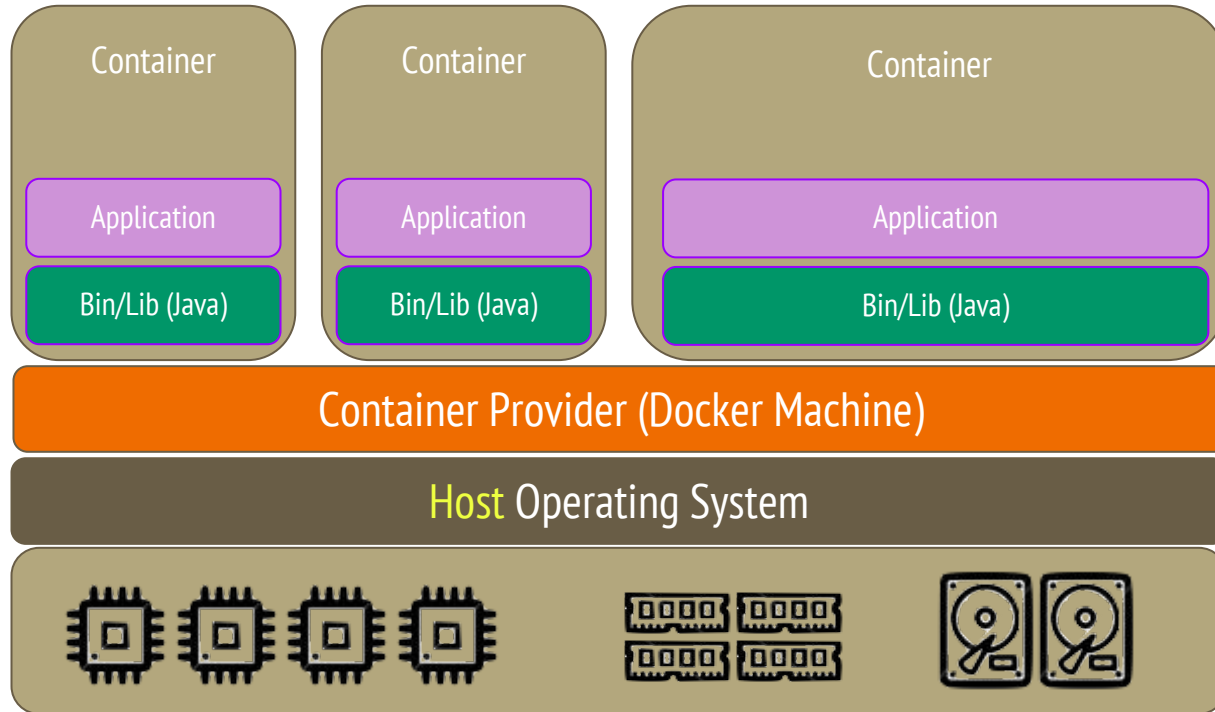 Container
Container
Container
Application
Application
Application
Bin/Lib (Java)
Bin/Lib (Java)
Bin/Lib (Java)
Container Provider (Docker Machine)
Host Operating System